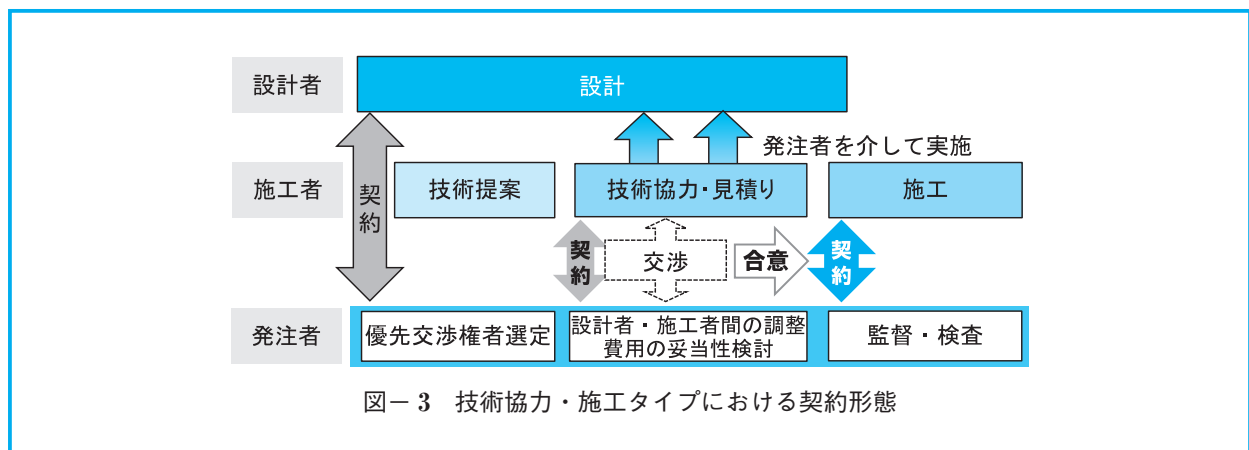 設計者
設計
発注者を介して実施
施工者
契約
技術提案
技術協力・見積り
施工
契約
交渉
合意
契約
発注者
優先交渉権者選定
設計者・施工者間の調整
費用の妥当性検討
監督・検査
図－3 技術協力・施工タイプにおける契約形態